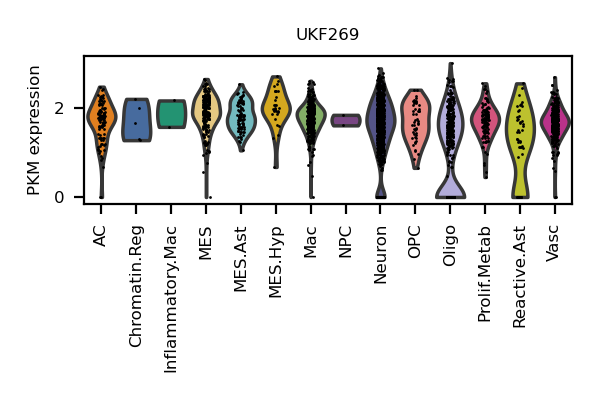 UKF269
PKM expression
2
0
AC
Chromatin.Reg
Inflammatory.Mac
MES
MES.Ast
MES.Hyp
Mac
NPC
Neuron
OPC
Oligo
Prolif.Metab
Reactive.Ast
Vasc